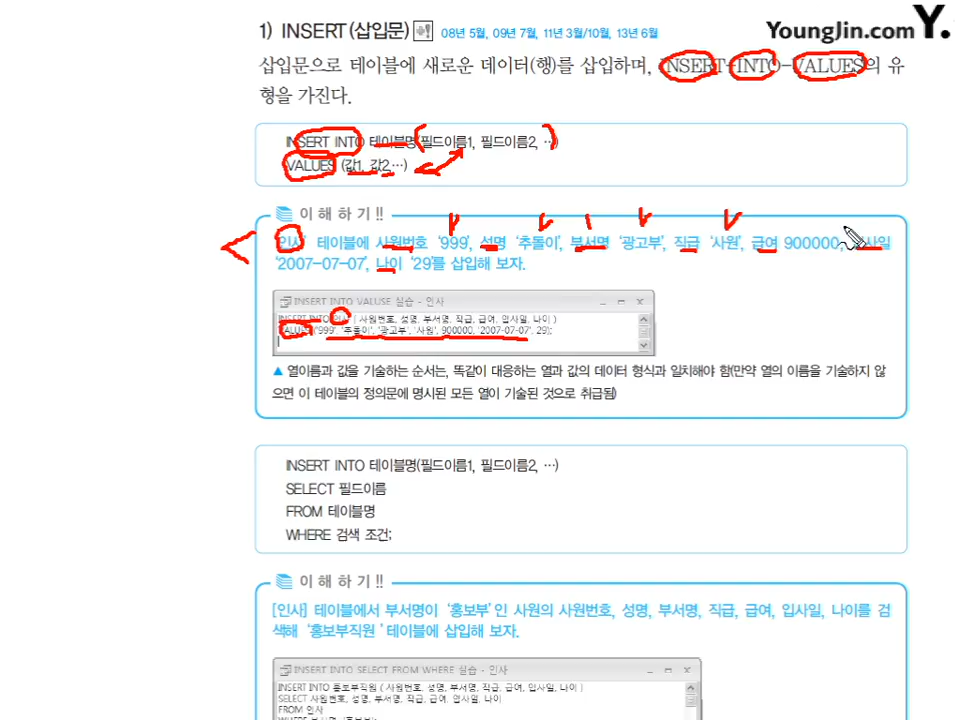 YoungJin.com Y.
1) INSERT(삽입문) 08년 5월, 09년 7월, 11년 3월/10월, 13년 6월
삽입문으로 테이블에 새로운 데이터(행)를 삽입하며, INSERT-INTO-VALUES의 유
형을 가진다.
INSERT INTO 테이블명(필드이름1, 필드이름2, …)
VALUES (값1, 값2…)
이해하기!!
인사 테이블에 사원번호 '999', 성명 '추돌이', 부서명 '광고부', 직급 '사원', 급여 900000, 입사일
'2007-07-07', 나이 '29'를 삽입해 보자.
INSERT INTO VALUSE 실습 - 인사
INSERT INTO 인사 ( 사원번호, 성명, 부서명, 직급, 급여, 입사일, 나이 )
VALUES ('999', '추돌이', '광고부', '사원', 900000, '2007-07-07', 29);
▲ 열이름과 값을 기술하는 순서는, 똑같이 대응하는 열과 값의 데이터 형식과 일치해야 함(만약 열의 이름을 기술하지 않
으면 이 테이블의 정의문에 명시된 모든 열이 기술된 것으로 취급됨)
INSERT INTO 테이블명(필드이름1, 필드이름2, …)
SELECT 필드이름
FROM 테이블명
WHERE 검색 조건;
이해하기!!
[인사] 테이블에서 부서명이 '홍보부'인 사원의 사원번호, 성명, 부서명, 직급, 급여, 입사일, 나이를 검
색해 '홍보부직원 ' 테이블에 삽입해 보자.
INSERT INTO SELECT FROM WHERE 실습 - 인사
INSERT INTO 홍보부직원 ( 사원번호, 성명, 부서명, 직급, 급여, 입사일, 나이 )
SELECT 사원번호, 성명, 부서명, 직급, 급여, 입사일, 나이
FROM 인사